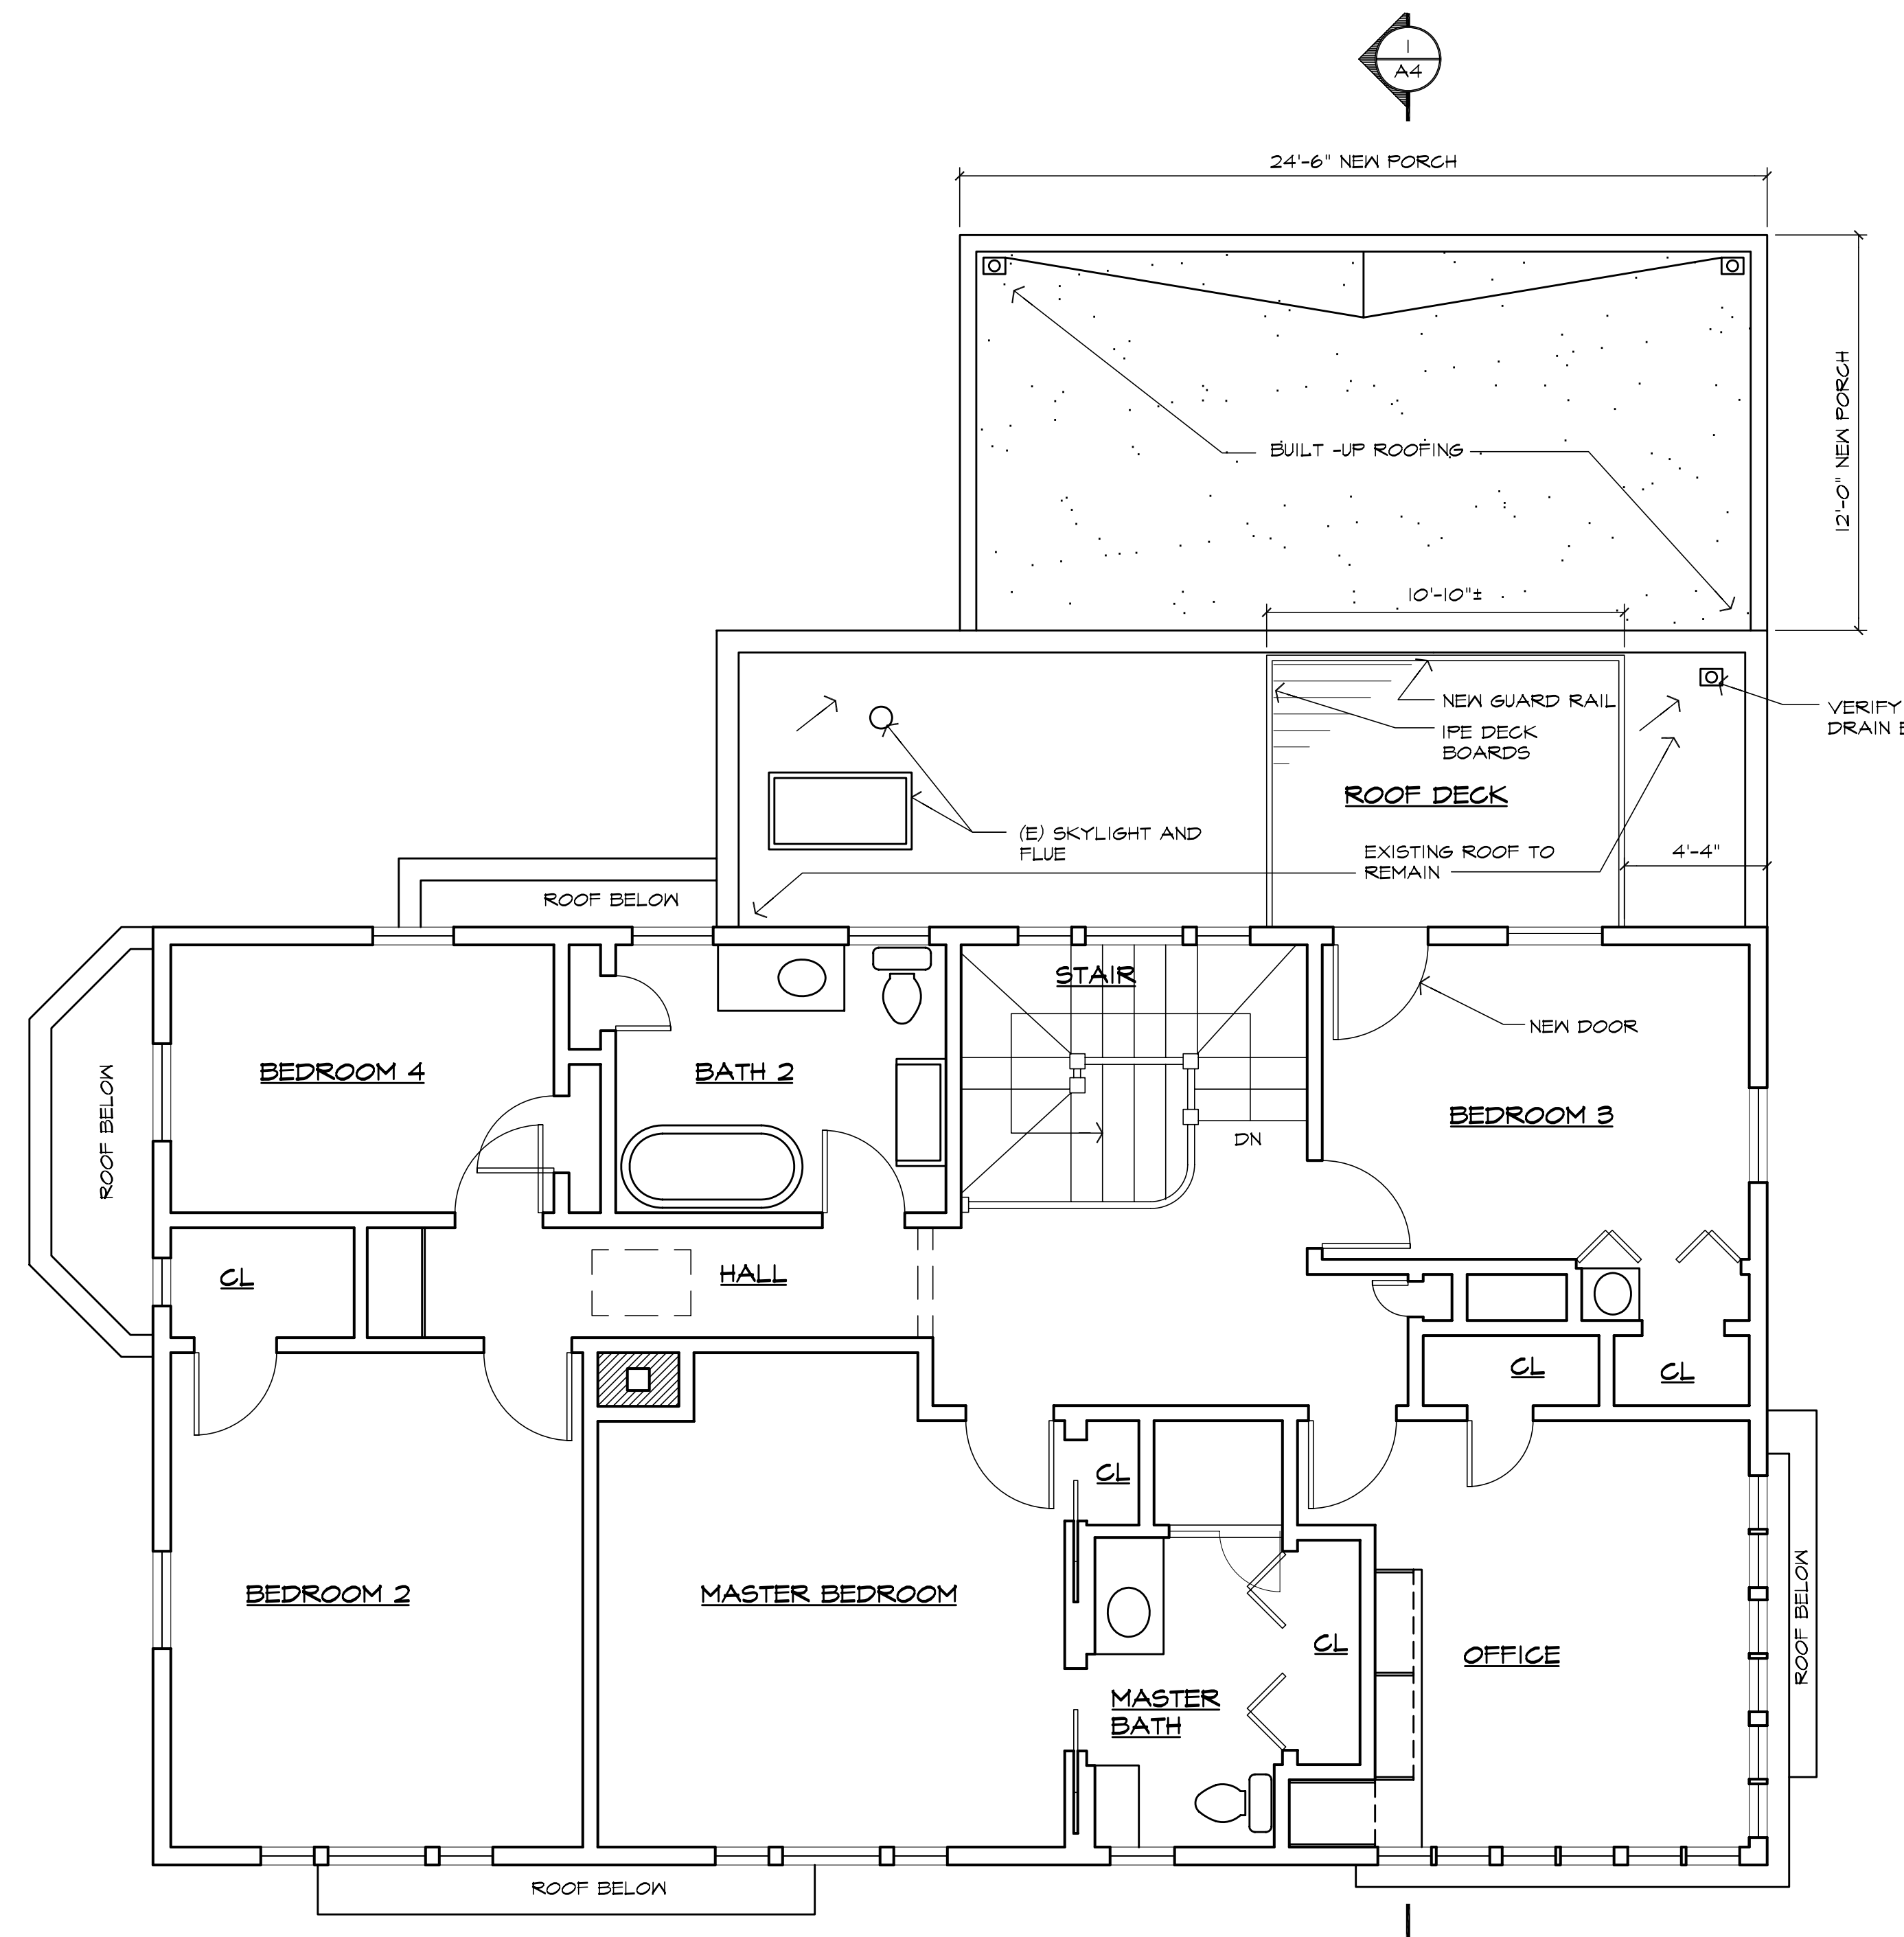 1
A4
24'-6" NEW PORCH
12'-0" NEW PORCH
BUILT -UP ROOFING
10'-10"±
NEW GUARD RAIL
IPE DECK
BOARDS
VERIFY
DRAIN
ROOF DECK
(E) SKYLIGHT AND
FLUE
EXISTING ROOF TO
REMAIN
4'-4"
ROOF BELOW
STAIR
NEW DOOR
BEDROOM 4
BATH 2
ROOF BELOW
BEDROOM 3
DN
CL
HALL
CL
CL
CL
BEDROOM 2
MASTER BEDROOM
ROOF BELOW
CL
OFFICE
MASTER
BATH
ROOF BELOW